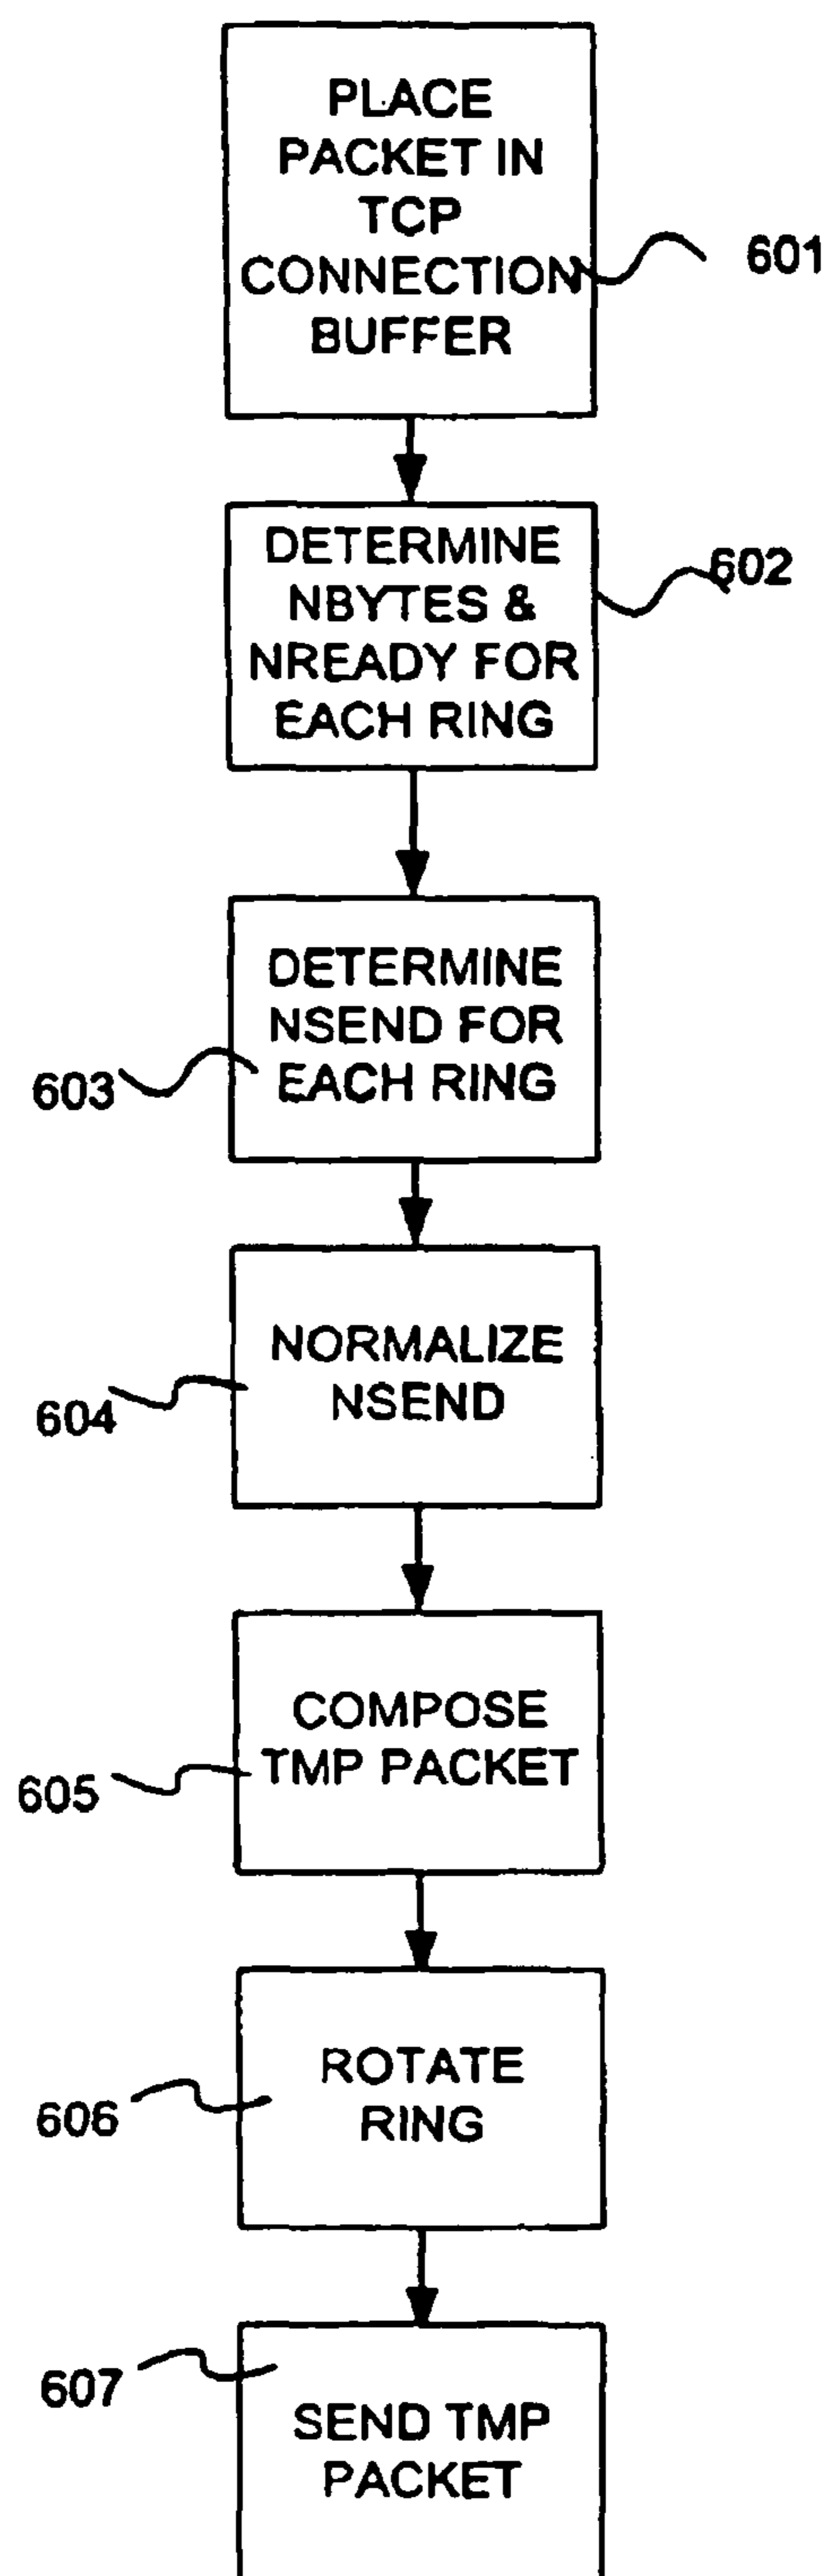 PLACE
PACKET IN
TCP
CONNECTION
BUFFER
601
DETERMINE
NBYTES &
NREADY FOR
EACH RING
602
DETERMINE
NSEND FOR
EACH RING
603
NORMALIZE
NSEND
604
COMPOSE
TMP PACKET
605
ROTATE
RING
606
607
SEND TMP
PACKET